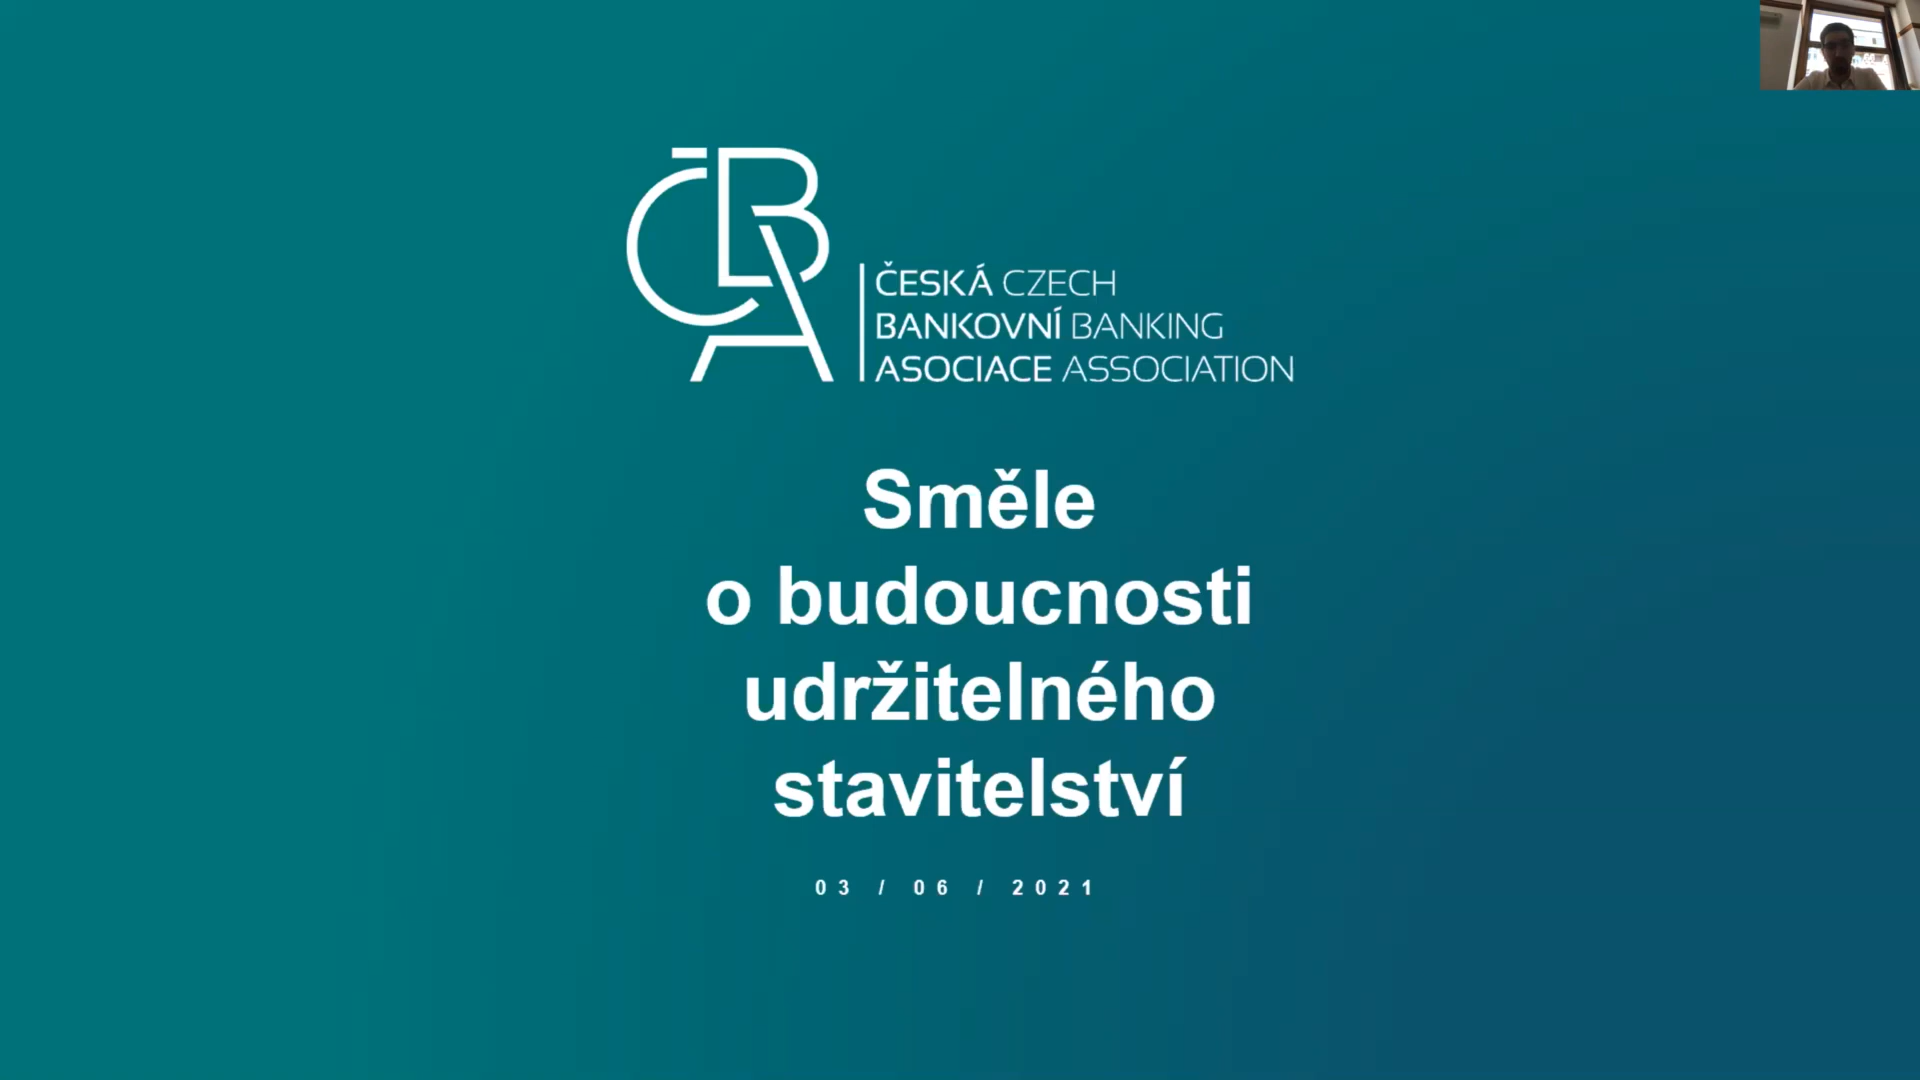 ČBA
ČESKÁ CZECH
BANKOVNÍ BANKING
ASOCIACE ASSOCIATION
Směle
o budoucnosti
udržitelného
stavitelství
03 / 06 / 2021